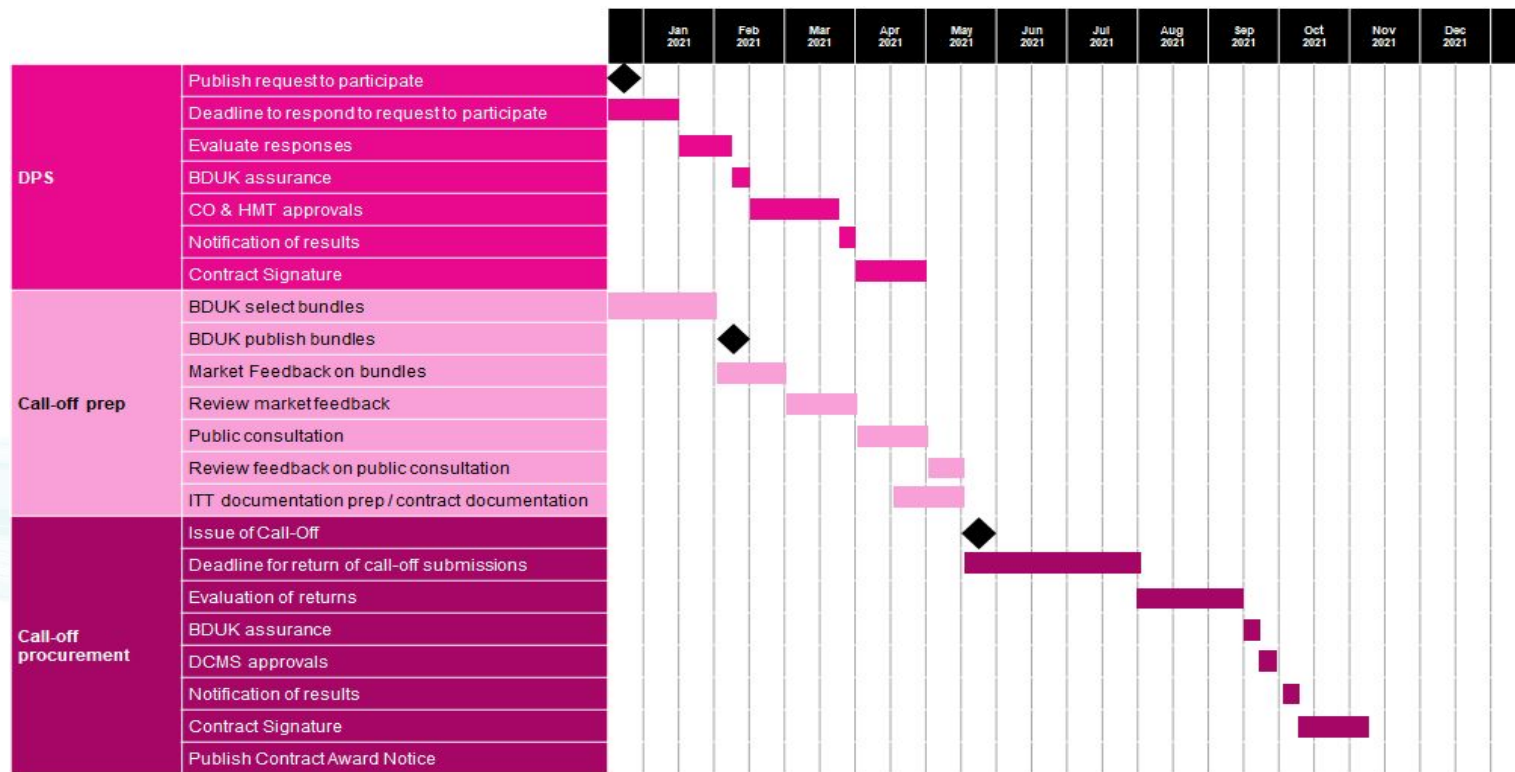 Jan Feb Mar Apr May Jun Jul Aug Sep Oct Nov Dec
2021 2021 2021 2021 2021 2021 2021 2021 2021 2021 2021 2021
DPS
Publish request to participate
Deadline to respond to request to participate
Evaluate responses
BDUK assurance
CO & HMT approvals
Notification of results
Contract Signature
Call-off prep
BDUK select bundles
BDUK publish bundles
Market Feedback on bundles
Review market feedback
Public consultation
Review feedback on public consultation
ITT documentation prep / contract documentation
Call-off
procurement
Issue of Call-Off
Deadline for return of call-off submissions
Evaluation of returns
BDUK assurance
DCMS approvals
Notification of results
Contract Signature
Publish Contract Award Notice